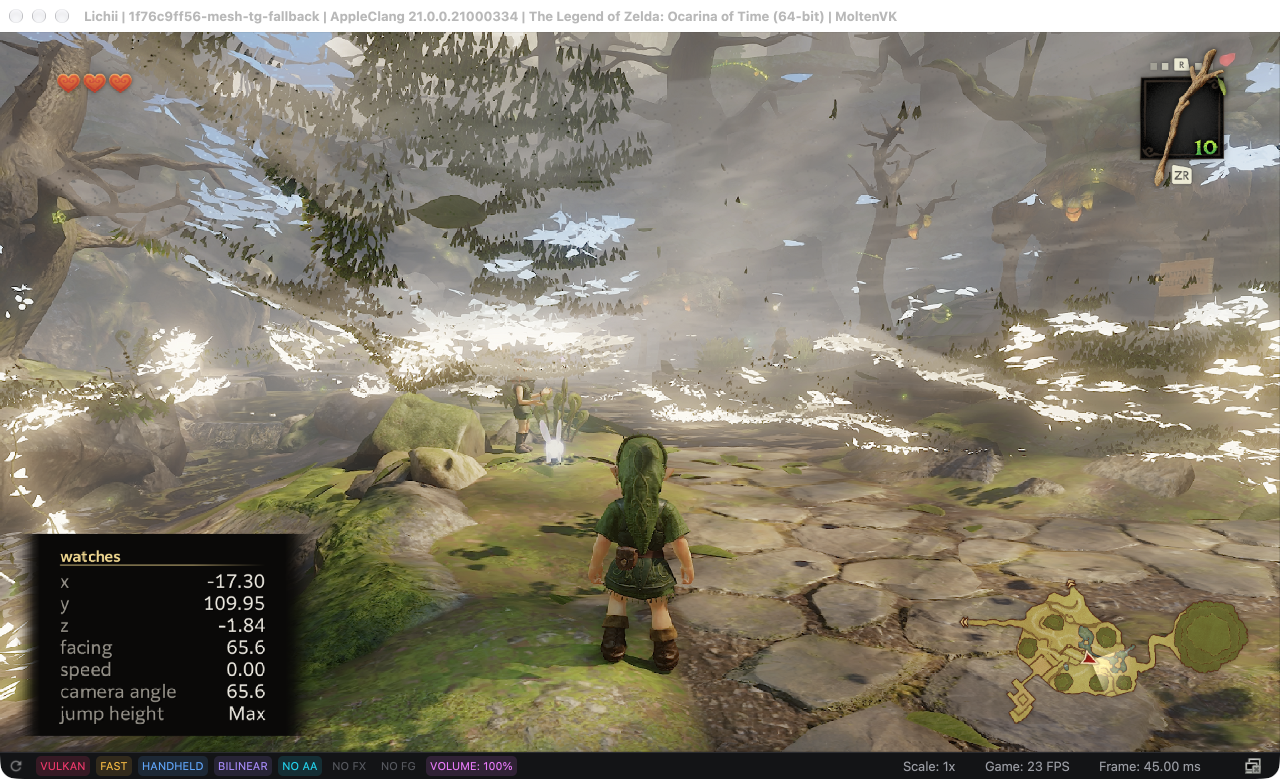 Lichii | 1f76c9ff56-mesh-tg-fallback | AppleClang 21.0.0.21000334 | The Legend of Zelda: Ocarina of Time (64-bit) | MoltenVK
R
10
ZR
watches
x -17.30
y 109.95
z -1.84
facing 65.6
speed 0.00
camera angle 65.6
jump height Max
VULKAN FAST HANDHELD BILINEAR NO AA NO FX NO FG VOLUME: 100% Scale: 1x Game: 23 FPS Frame: 45.00 ms